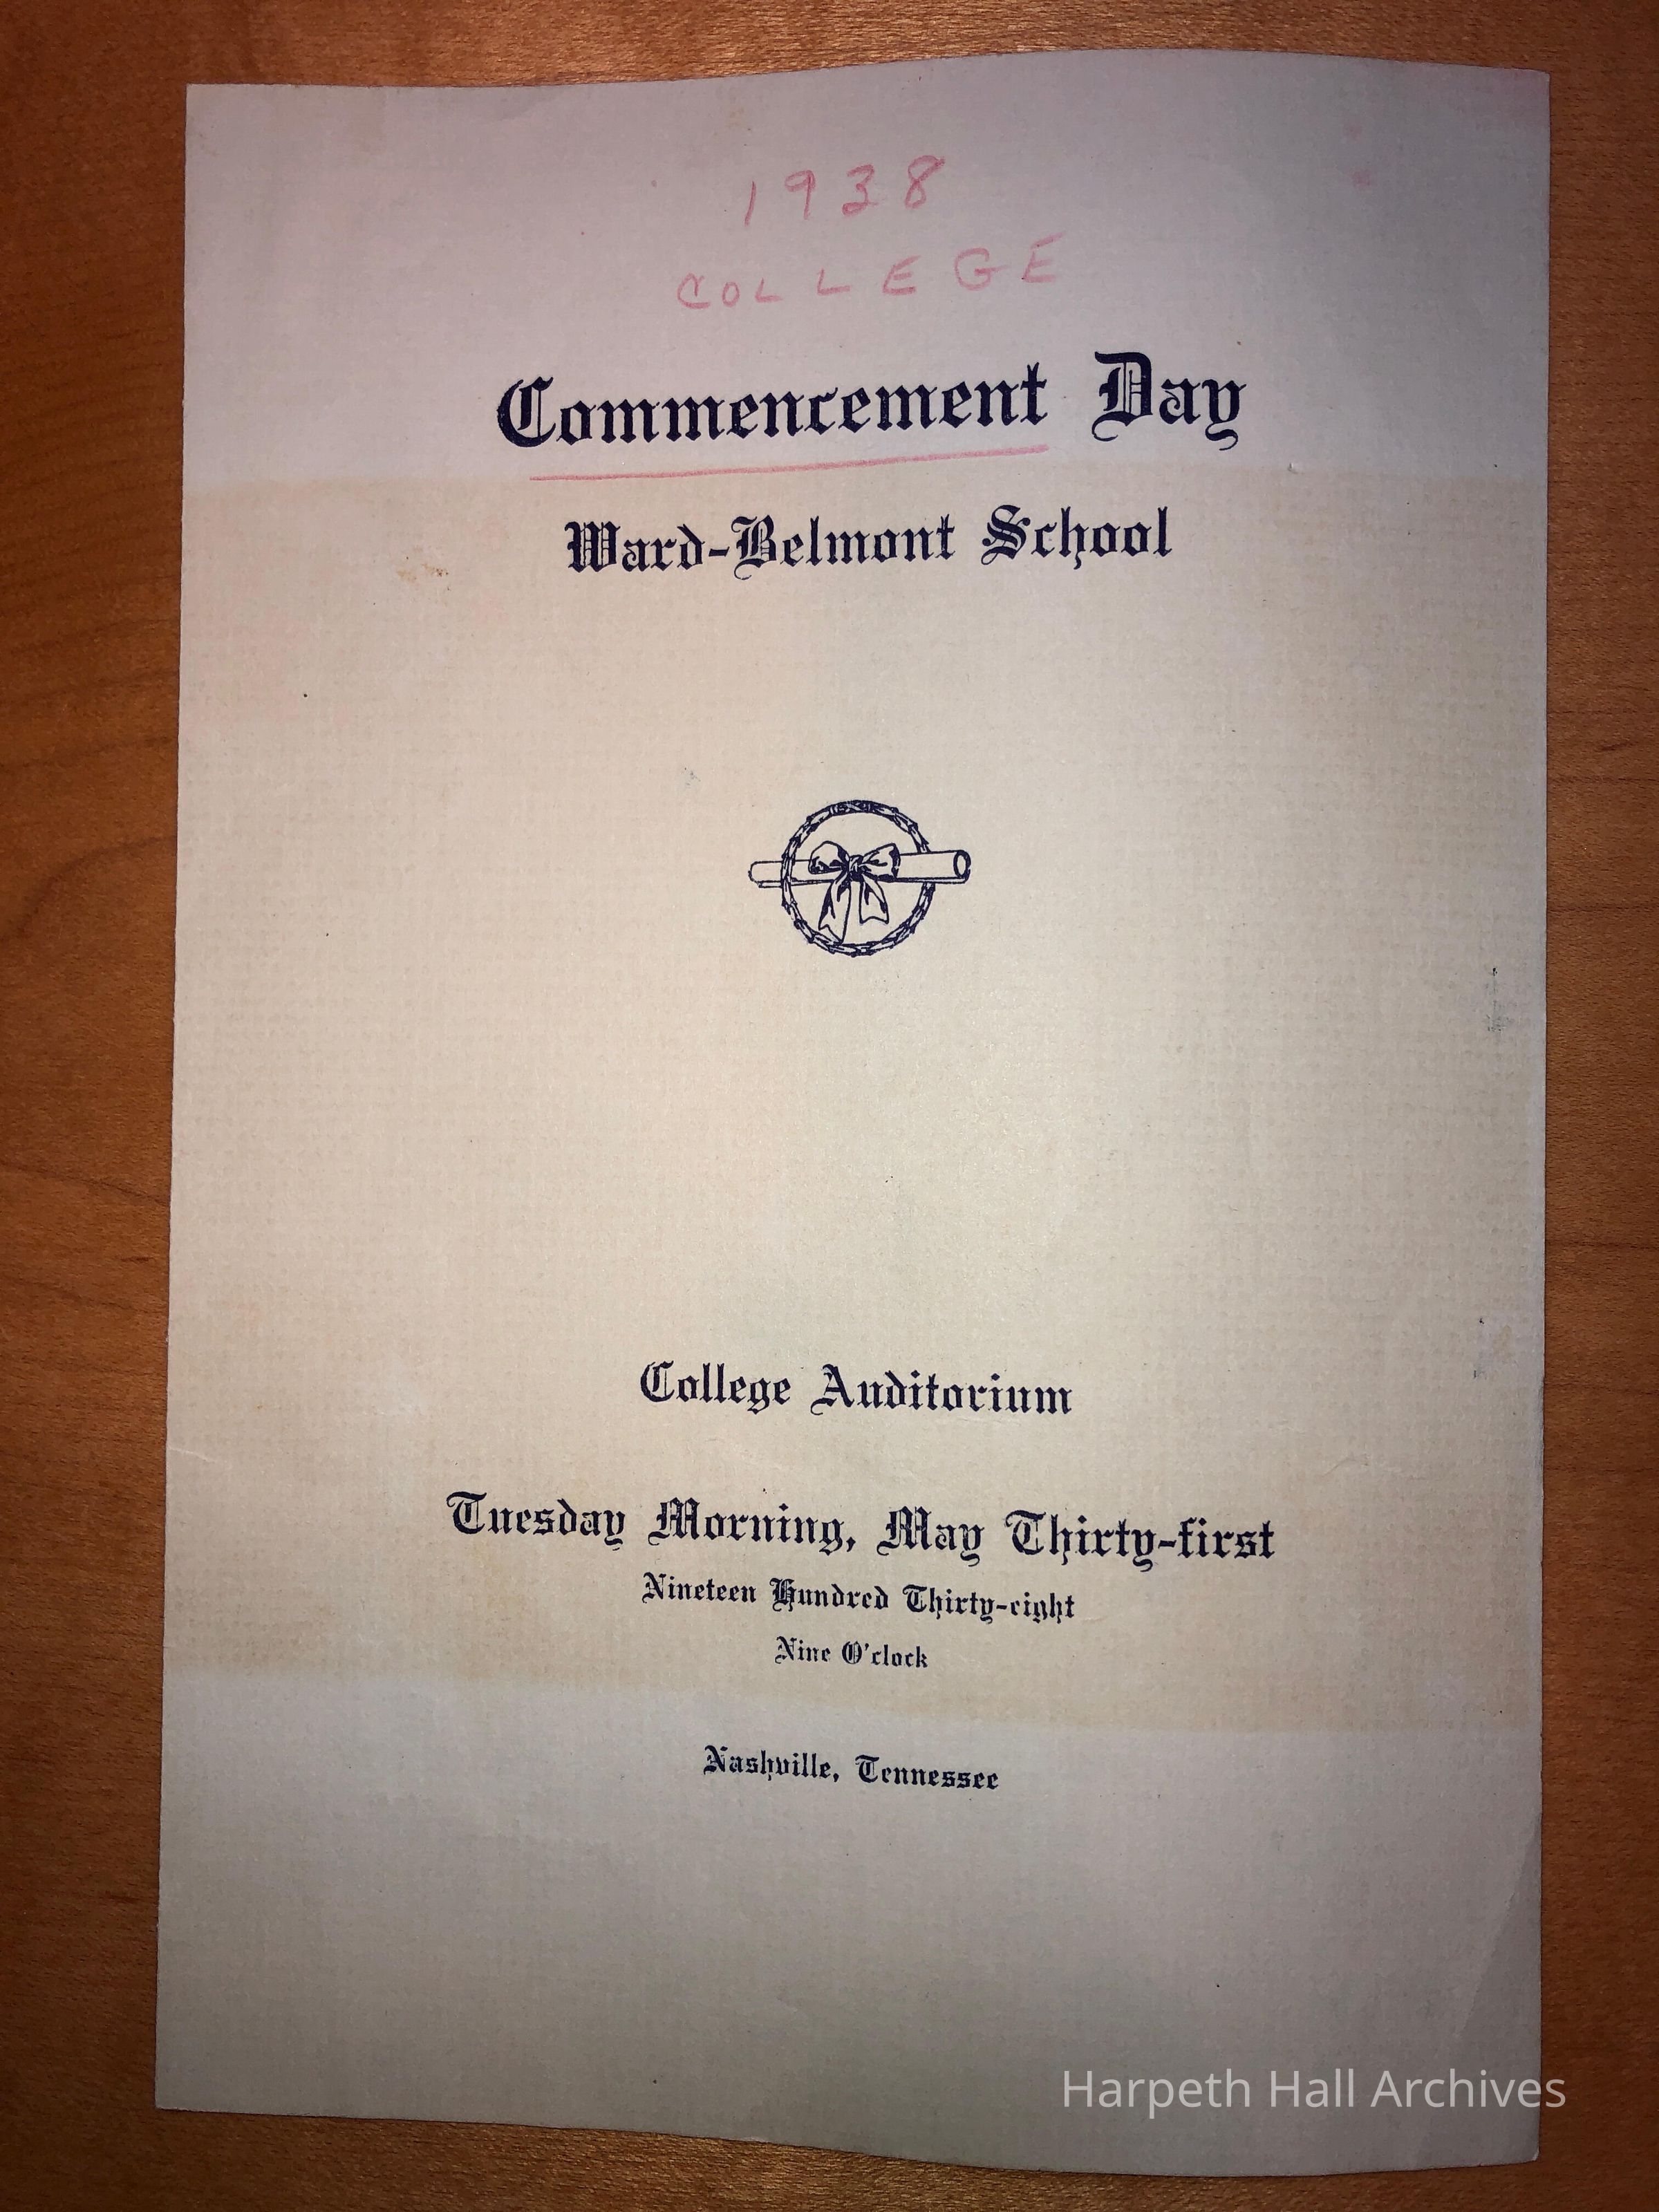 1938
COLLEGE
Commencement Day
Ward-Belmont School
College Auditorium
Tuesday Morning, May Thirty-first
Nineteen Hundred Thirty-eight
Nine O'clock
Nashville, Tennessee
Harpeth Hall Archives